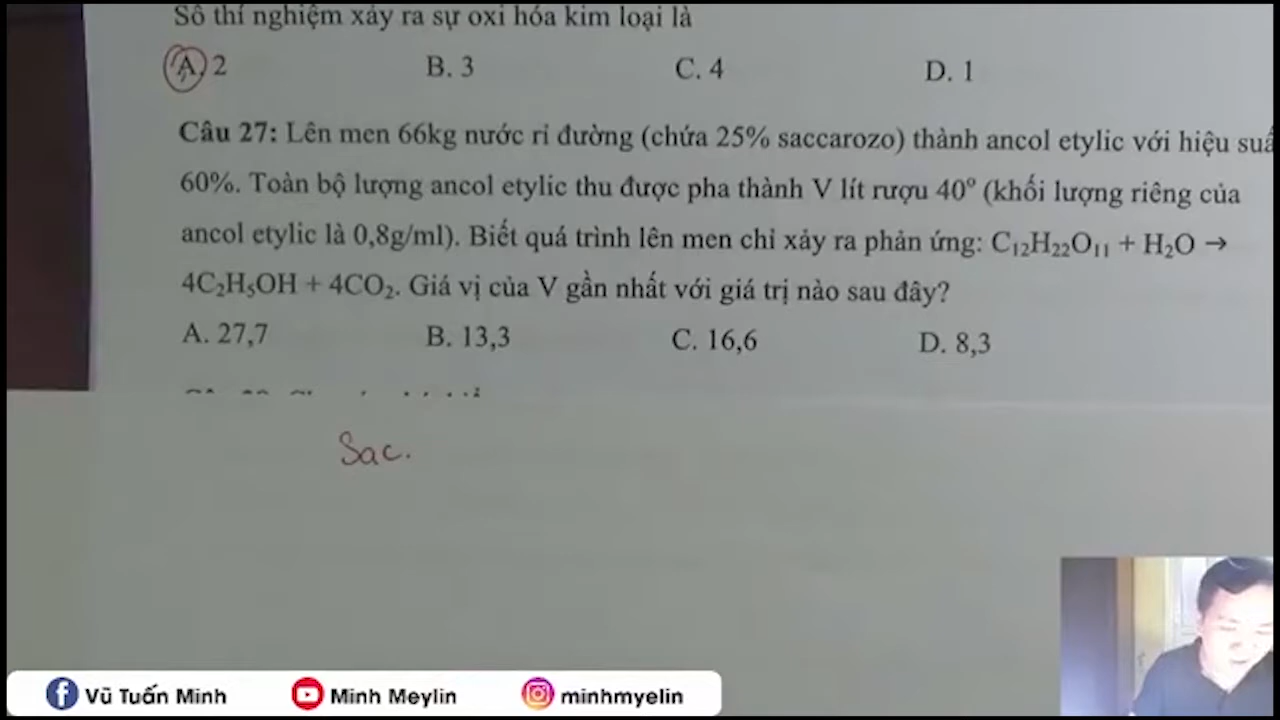 Số thí nghiệm xảy ra sự oxi hóa kim loại là
A. 2 B. 3 C. 4 D. 1
Câu 27: Lên men 66kg nước rỉ đường (chứa 25% saccarozo) thành ancol etylic với hiệu
60%. Toàn bộ lượng ancol etylic thu được pha thành V lít rượu 40° (khối lượng riêng của
ancol etylic là 0,8g/ml). Biết quá trình lên men chỉ xảy ra phản ứng: C₁₂H₂₂O₁₁ + H₂O →
4C₂H₅OH + 4CO₂. Giá vị của V gần nhất với giá trị nào sau đây?
A. 27,7 B. 13,3 C. 16,6 D. 8,3
Sac.
Vũ Tuấn Minh Minh Meylin minhmyelin